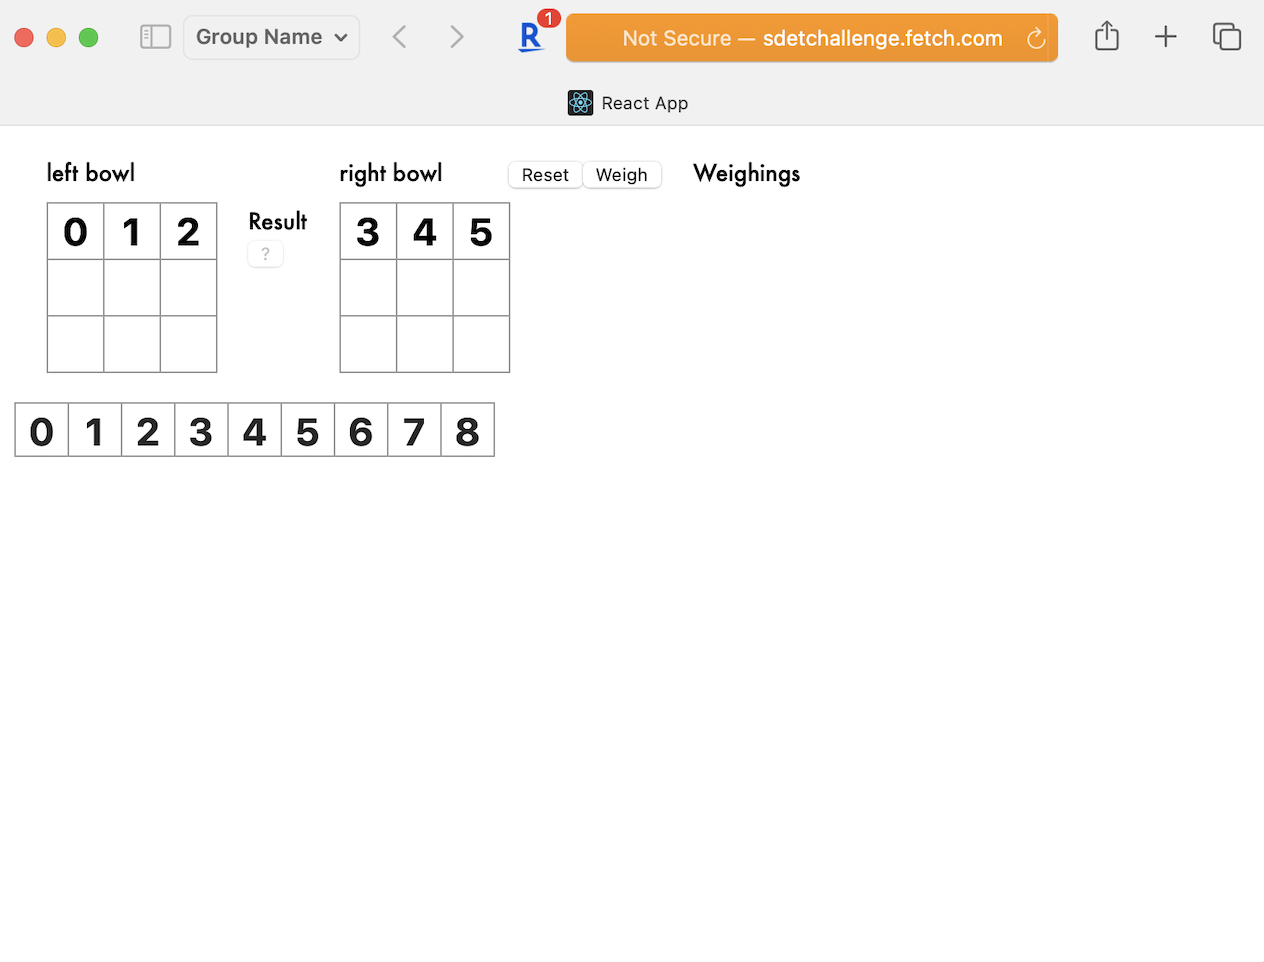 Group Name
R 1
Not Secure — sdetchallenge.fetch.com
React App
left bowl
right bowl
Reset
Weigh
Weighings
0 1 2
Result
?
3 4 5
0 1 2 3 4 5 6 7 8